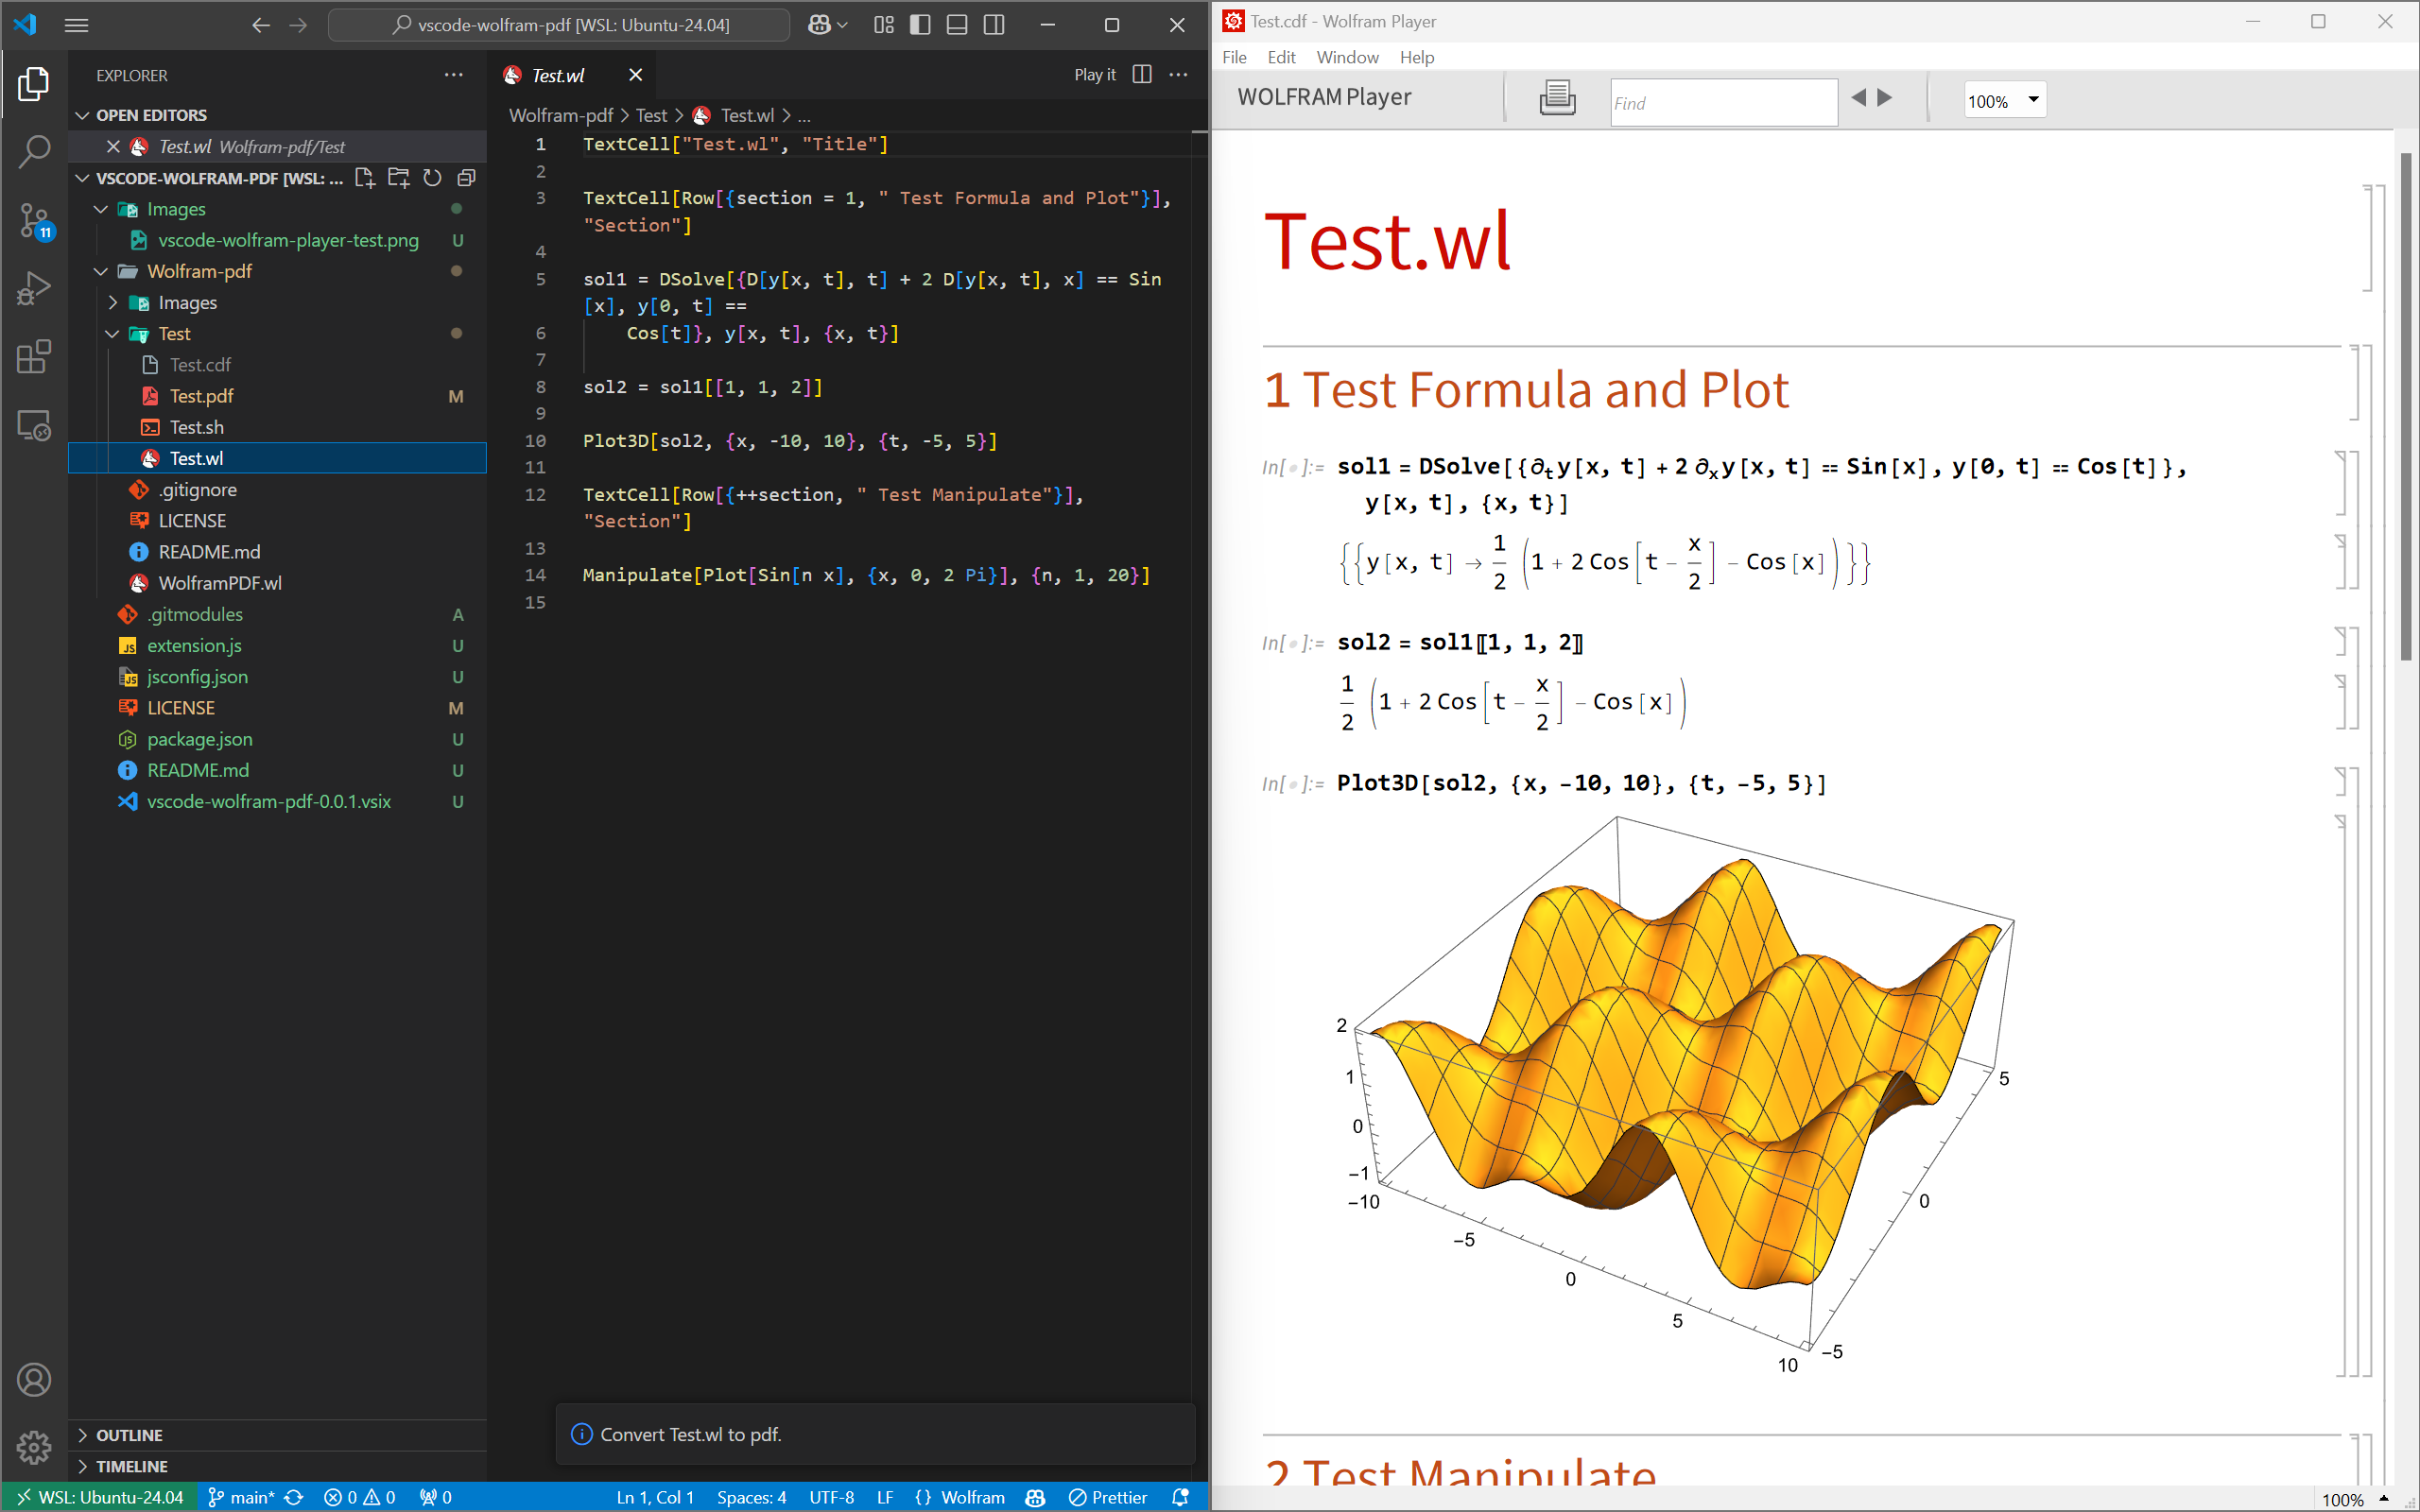 vscode-wolfram-pdf [WSL: Ubuntu-24.04]
EXPLORER
OPEN EDITORS
Test.wl Wolfram-pdf/Test
VSCODE-WOLFRAM-PDF [WSL: ...
Images
vscode-wolfram-player-test.png U
Wolfram-pdf
Images
Test
Test.cdf
Test.pdf M
Test.sh
Test.wl
.gitignore
LICENSE
README.md
WolframPDF.wl
.gitmodules A
extension.js U
jsconfig.json U
LICENSE M
package.json U
README.md U
vscode-wolfram-pdf-0.0.1.vsix U
11
OUTLINE
TIMELINE
Test.wl
Play it
Wolfram-pdf > Test > Test.wl > ...
1 TextCell["Test.wl", "Title"]
2
3 TextCell[Row[{section = 1, " Test Formula and Plot"}],
"Section"]
4
5 sol1 = DSolve[{D[y[x, t], t] + 2 D[y[x, t], x] == Sin
[x], y[0, t] ==
6 Cos[t]}, y[x, t], {x, t}]
7
8 sol2 = sol1[[1, 1, 2]]
9
10 Plot3D[sol2, {x, -10, 10}, {t, -5, 5}]
11
12 TextCell[Row[{++section, " Test Manipulate"}],
"Section"]
13
14 Manipulate[Plot[Sin[n x], {x, 0, 2 Pi}], {n, 1, 20}]
15
Convert Test.wl to pdf.
WSL: Ubuntu-24.04 main* 0 0 0 Ln 1, Col 1 Spaces: 4 UTF-8 LF {} Wolfram Prettier
Test.cdf - Wolfram Player
File Edit Window Help
WOLFRAM Player
Find
100%
Test.wl
1 Test Formula and Plot
In[•]:= sol1 = DSolve[{∂ₜy[x, t] + 2 ∂ₓy[x, t] == Sin[x], y[0, t] == Cos[t]},
y[x, t], {x, t}]
{{y[x, t] → 1/2 (1 + 2 Cos[t − x/2] − Cos[x])}}
In[•]:= sol2 = sol1〚1, 1, 2〛
1/2 (1 + 2 Cos[t − x/2] − Cos[x])
In[•]:= Plot3D[sol2, {x, −10, 10}, {t, −5, 5}]
2
1
0
−1
−10
−5
0
5
10
−5
0
5
2 Test Manipulate
100%